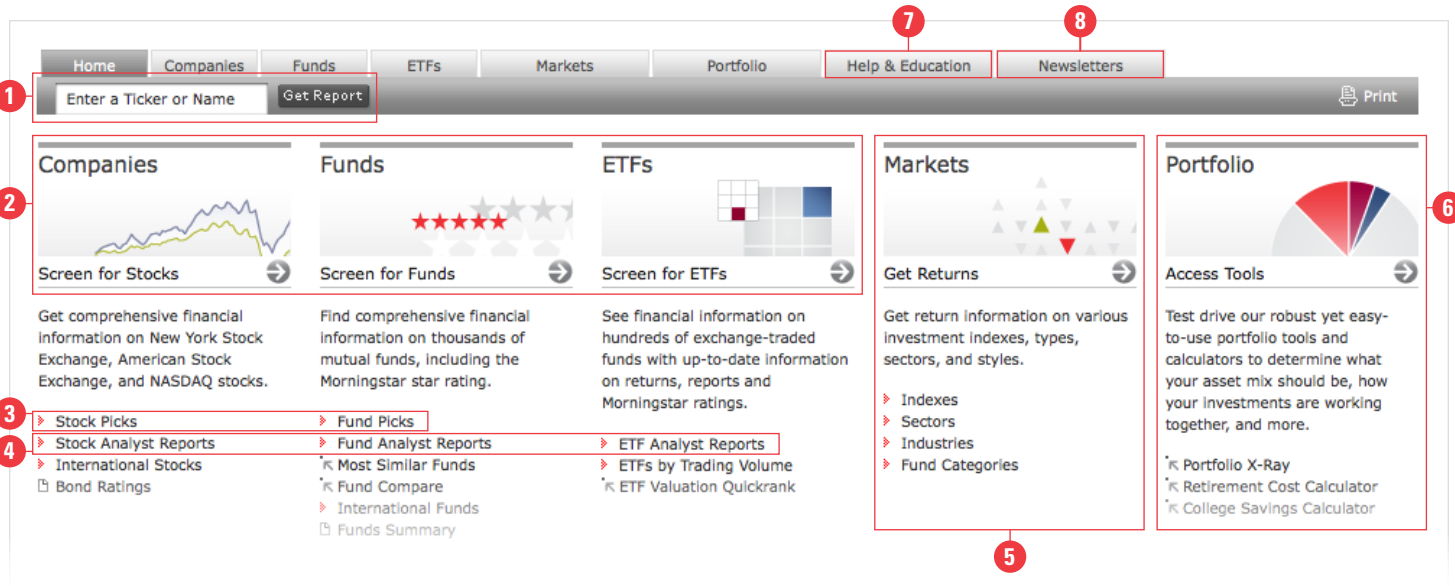 7
8
Home
Companies
Funds
ETFs
Markets
Portfolio
Help & Education
Newsletters
1
Enter a Ticker or Name
Get Report
Print
2
Companies
Screen for Stocks
Get comprehensive financial
information on New York Stock
Exchange, American Stock
Exchange, and NASDAQ stocks.
3
Stock Picks
4
Stock Analyst Reports
International Stocks
Bond Ratings
Funds
Screen for Funds
Find comprehensive financial
information on thousands of
mutual funds, including the
Morningstar star rating.
Fund Picks
Fund Analyst Reports
Most Similar Funds
Fund Compare
International Funds
Funds Summary
ETFs
Screen for ETFs
See financial information on
hundreds of exchange-traded
funds with up-to-date information
on returns, reports and
Morningstar ratings.
ETF Analyst Reports
ETFs by Trading Volume
ETF Valuation Quickrank
Markets
Get Returns
Get return information on various
investment indexes, types,
sectors, and styles.
Indexes
Sectors
Industries
Fund Categories
5
Portfolio
6
Access Tools
Test drive our robust yet easy-
to-use portfolio tools and
calculators to determine what
your asset mix should be, how
your investments are working
together, and more.
Portfolio X-Ray
Retirement Cost Calculator
College Savings Calculator